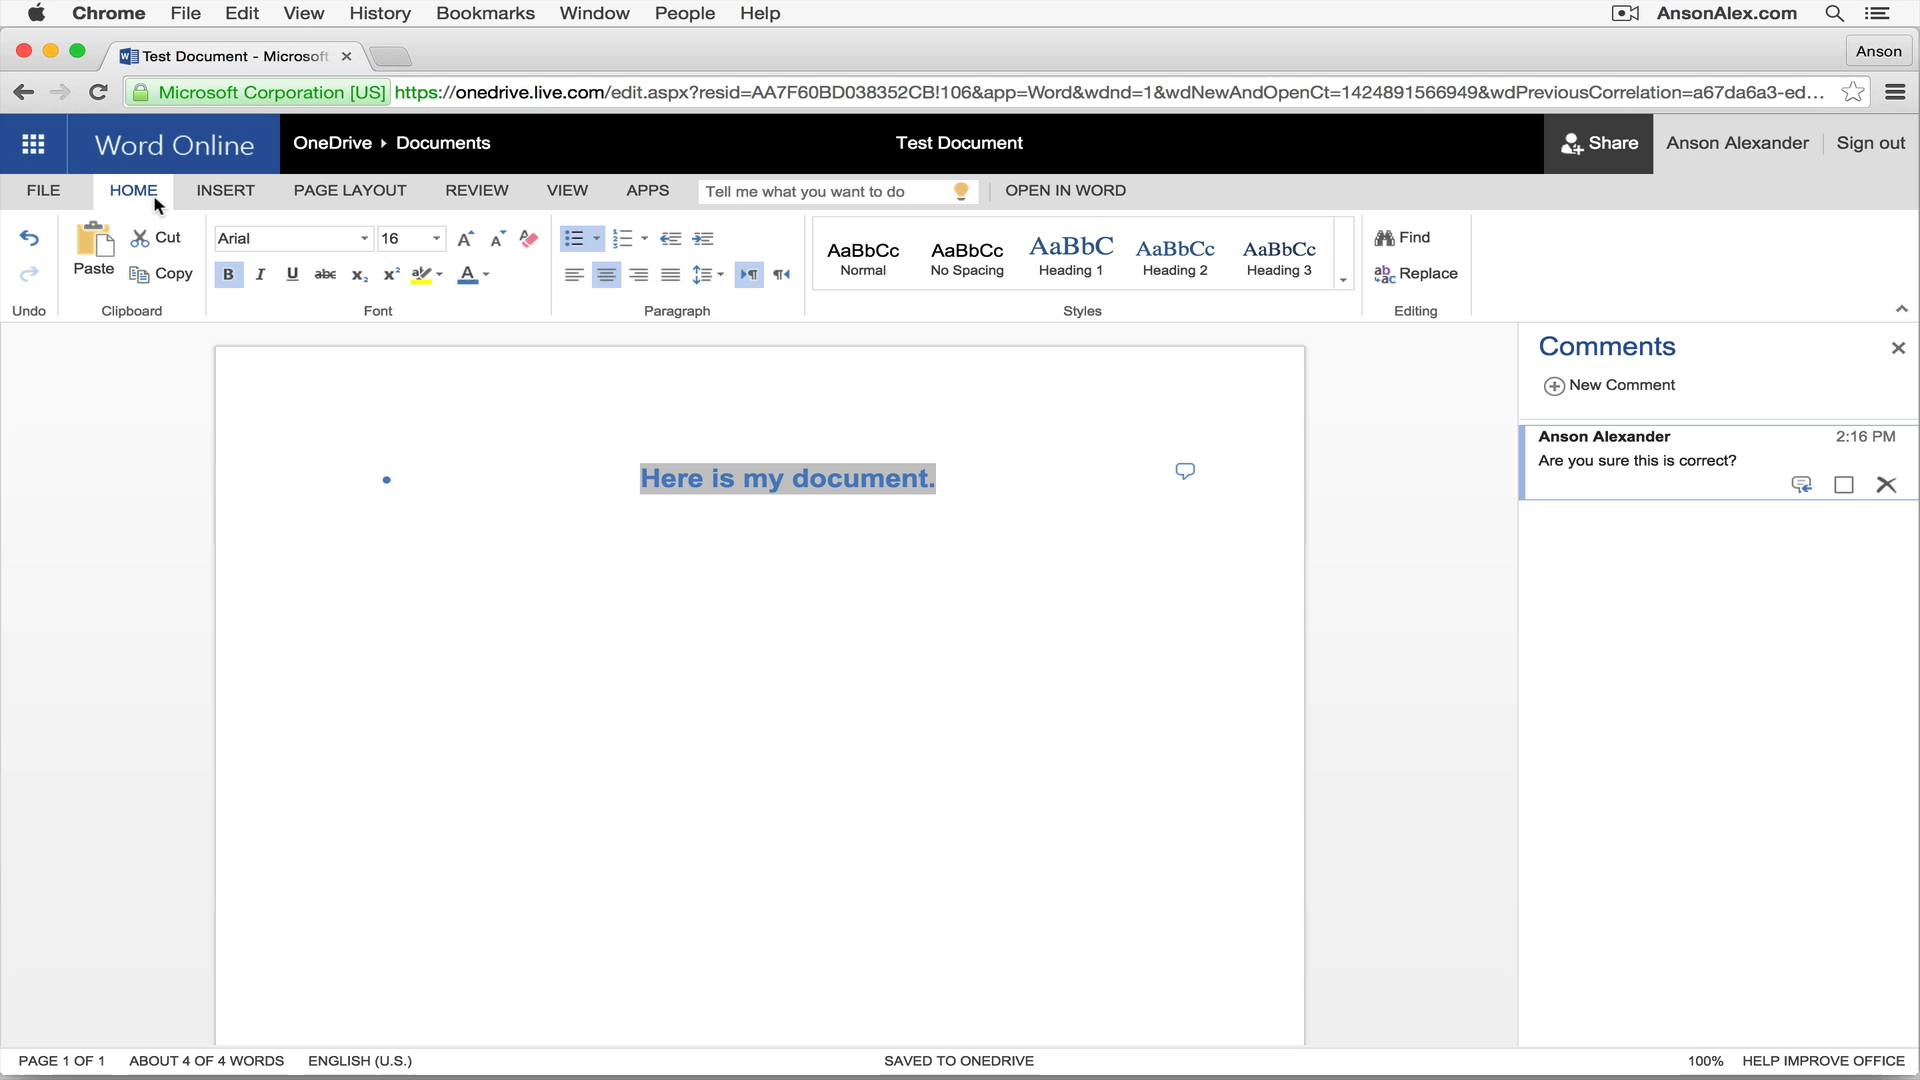 Chrome File Edit View History Bookmarks Window People Help AnsonAlex.com
Test Document - Microsoft Anson
Microsoft Corporation [US] https://onedrive.live.com/edit.aspx?resid=AA7F60BD038352CB!106&app=Word&wdnd=1&wdNewAndOpenCt=1424891566949&wdPreviousCorrelation=a67da6a3-ed...
Word Online OneDrive Documents Test Document Share Anson Alexander Sign out
FILE HOME INSERT PAGE LAYOUT REVIEW VIEW APPS Tell me what you want to do OPEN IN WORD
Cut Arial 16 AaBbCc AaBbCc AaBbC AaBbCc AaBbCc Find
Paste Copy B I U abc Normal No Spacing Heading 1 Heading 2 Heading 3 Replace
Undo Clipboard Font Paragraph Styles Editing
Comments
New Comment
Anson Alexander 2:16 PM
Are you sure this is correct?
Here is my document.
PAGE 1 OF 1 ABOUT 4 OF 4 WORDS ENGLISH (U.S.) SAVED TO ONEDRIVE 100% HELP IMPROVE OFFICE